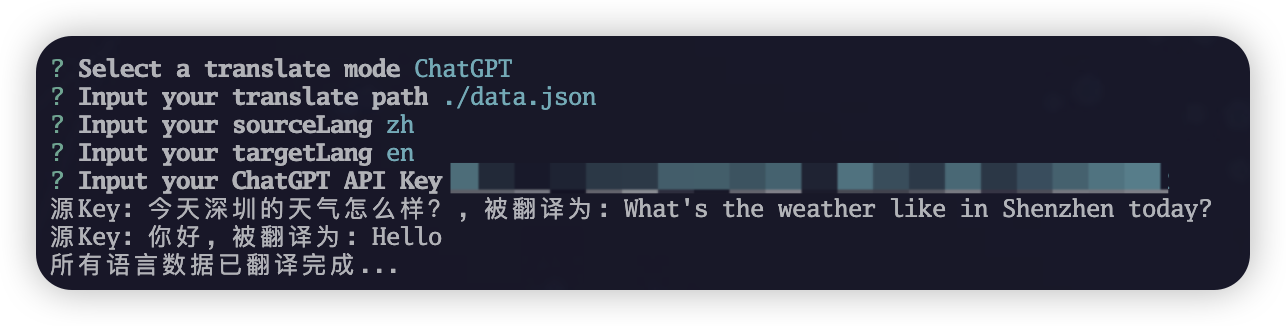 ? Select a translate mode ChatGPT
? Input your translate path ./data.json
? Input your sourceLang zh
? Input your targetLang en
? Input your ChatGPT API Key
源Key: 今天深圳的天气怎么样? , 被翻译为: What's the weather like in Shenzhen today?
源Key: 你好, 被翻译为: Hello
所有语言数据已翻译完成...